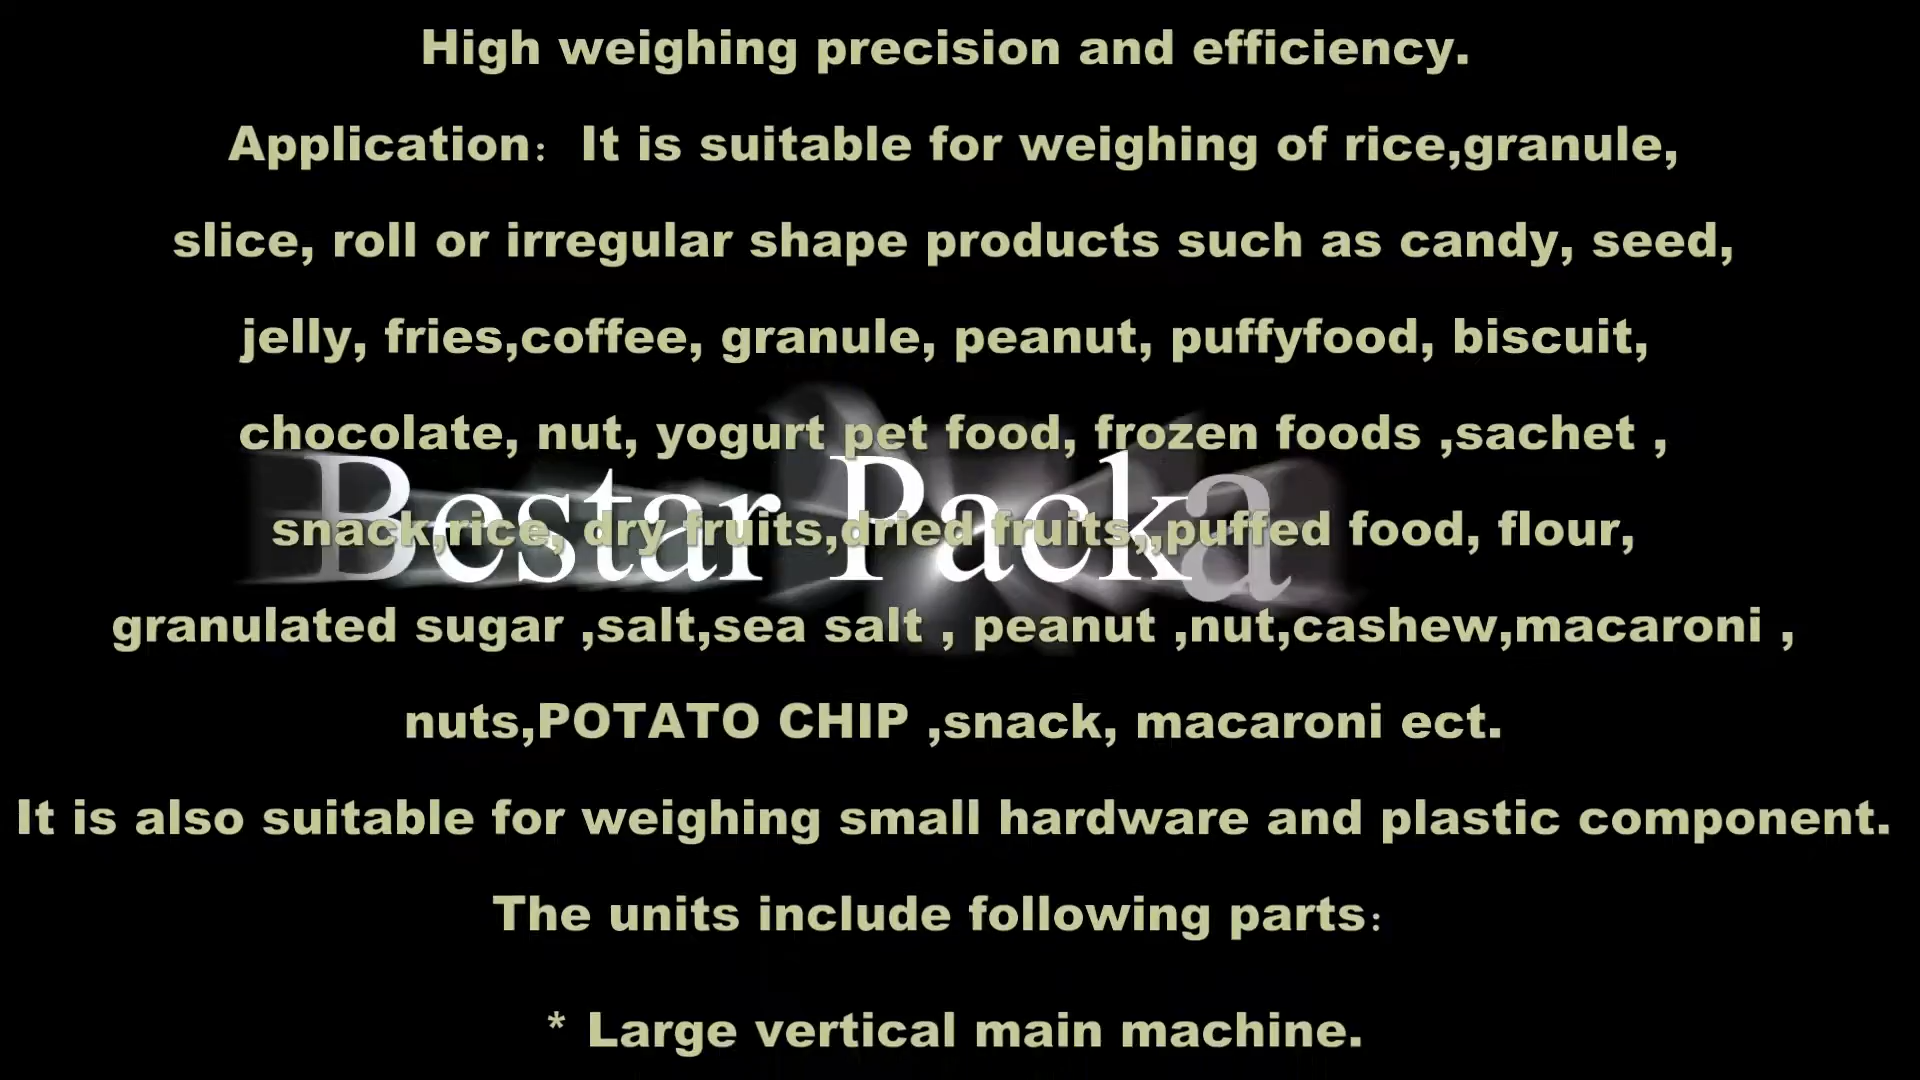 High weighing precision and efficiency.
Application：It is suitable for weighing of rice,granule,
slice, roll or irregular shape products such as candy, seed,
jelly, fries,coffee, granule, peanut, puffyfood, biscuit,
chocolate, nut, yogurt pet food, frozen foods ,sachet ,
Bestar Packa
snack,rice, dry fruits,dried fruits,,puffed food, flour,
granulated sugar ,salt,sea salt , peanut ,nut,cashew,macaroni ,
nuts,POTATO CHIP ,snack, macaroni ect.
It is also suitable for weighing small hardware and plastic component.
The units include following parts：
* Large vertical main machine.